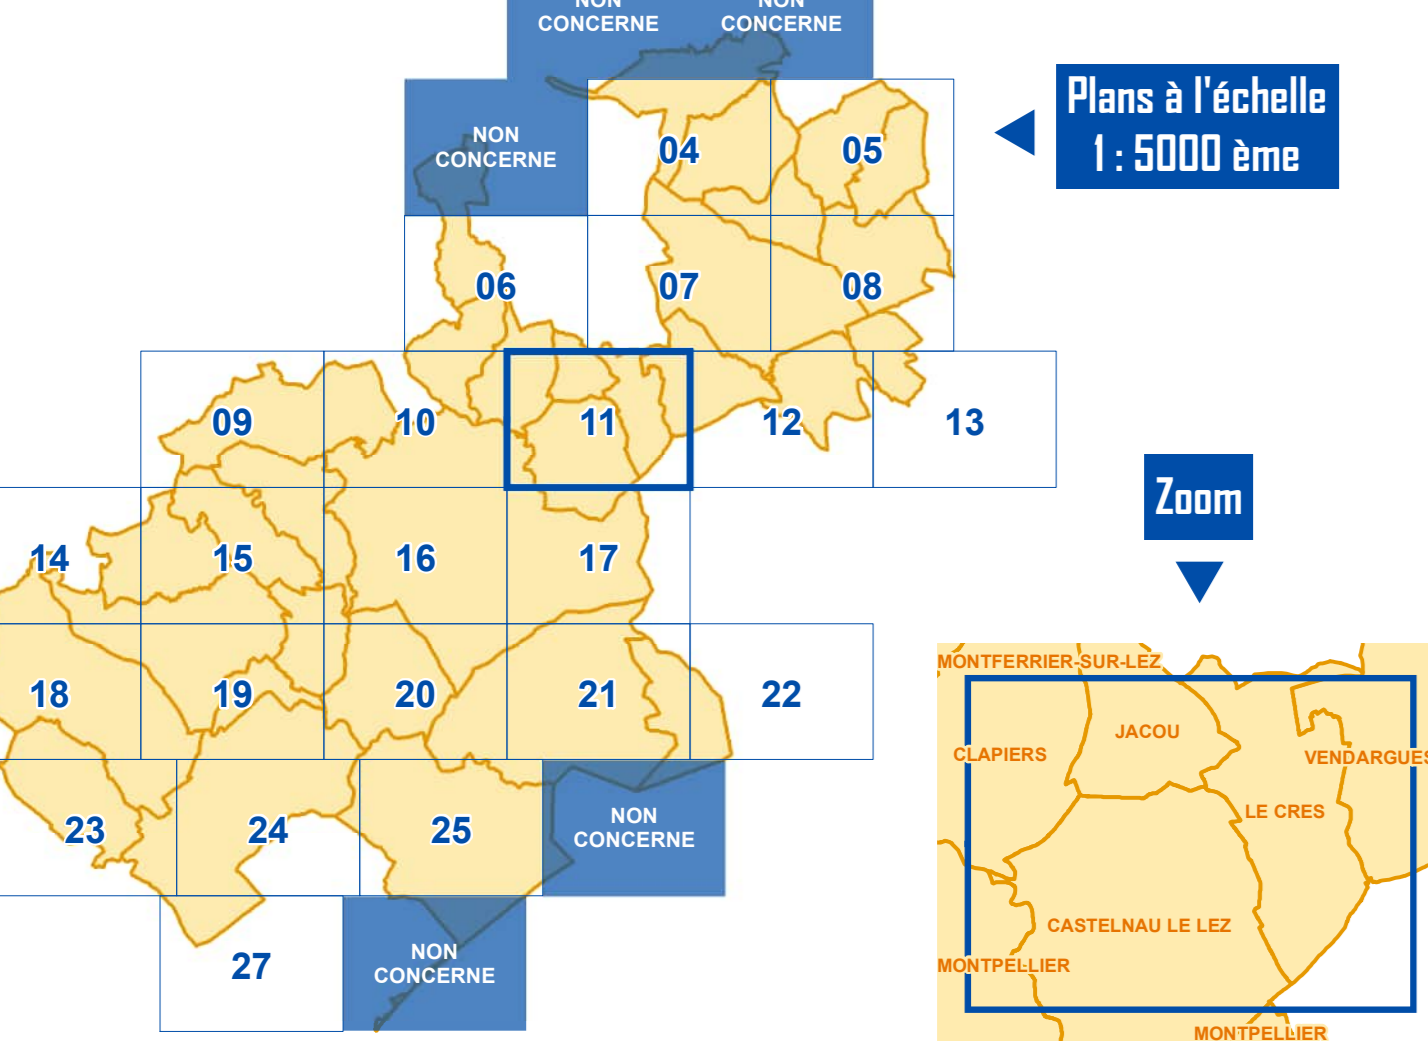 NON
CONCERNE
NON
CONCERNE
Plans à l'échelle
1 : 5000 ème
NON
CONCERNE
04
05
06
07
08
09
10
11
12
13
Zoom
14
15
16
17
18
19
20
21
22
MONTFERRIER-SUR-LEZ
JACOU
CLAPIERS
VENDARGUES
LE CRES
CASTELNAU LE LEZ
MONTPELLIER
MONTPELLIER
23
24
25
NON
CONCERNE
27
NON
CONCERNE